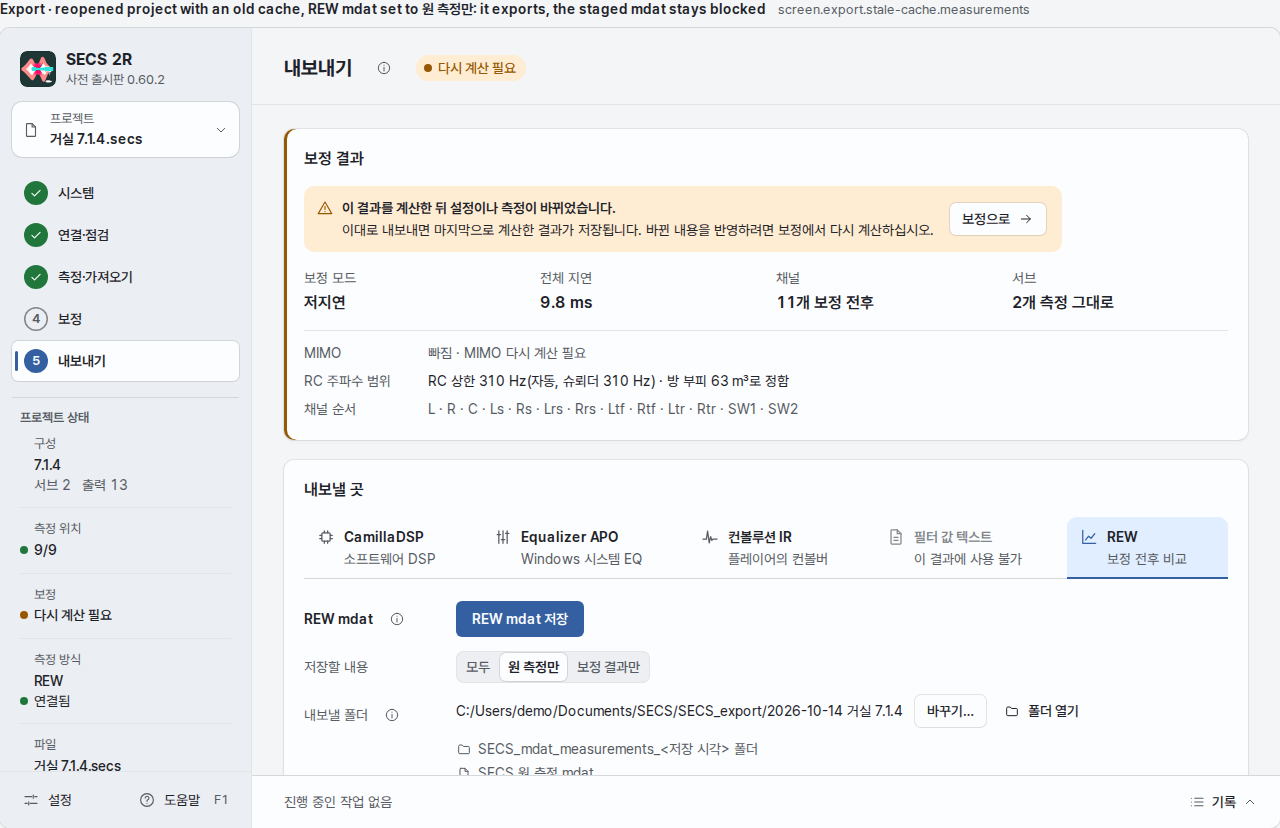 Export · reopened project with an old cache, REW mdat set to 원 측정만: it exports, the staged mdat stays blocked screen.export.stale-cache.measurements
SECS 2R
사전 출시판 0.60.2
프로젝트
거실 7.1.4.secs
시스템
연결·점검
측정·가져오기
4 보정
5 내보내기
프로젝트 상태
구성
7.1.4
서브 2 출력 13
측정 위치
9/9
보정
다시 계산 필요
측정 방식
REW
연결됨
파일
거실 7.1.4.secs
설정
도움말 F1
내보내기
다시 계산 필요
보정 결과
이 결과를 계산한 뒤 설정이나 측정이 바뀌었습니다.
이대로 내보내면 마지막으로 계산한 결과가 저장됩니다. 바뀐 내용을 반영하려면 보정에서 다시 계산하십시오.
보정으로
보정 모드
저지연
전체 지연
9.8 ms
채널
11개 보정 전후
서브
2개 측정 그대로
MIMO 빠짐 · MIMO 다시 계산 필요
RC 주파수 범위 RC 상한 310 Hz(자동, 슈뢰더 310 Hz) · 방 부피 63 m³로 정함
채널 순서 L · R · C · Ls · Rs · Lrs · Rrs · Ltf · Rtf · Ltr · Rtr · SW1 · SW2
내보낼 곳
CamillaDSP
소프트웨어 DSP
Equalizer APO
Windows 시스템 EQ
컨볼루션 IR
플레이어의 컨볼버
필터 값 텍스트
이 결과에 사용 불가
REW
보정 전후 비교
REW mdat REW mdat 저장
저장할 내용 모두 원 측정만 보정 결과만
내보낼 폴더 C:/Users/demo/Documents/SECS/SECS_export/2026-10-14 거실 7.1.4 바꾸기... 폴더 열기
SECS_mdat_measurements_<저장 시각> 폴더
SECS 원 측정.mdat
진행 중인 작업 없음
기록